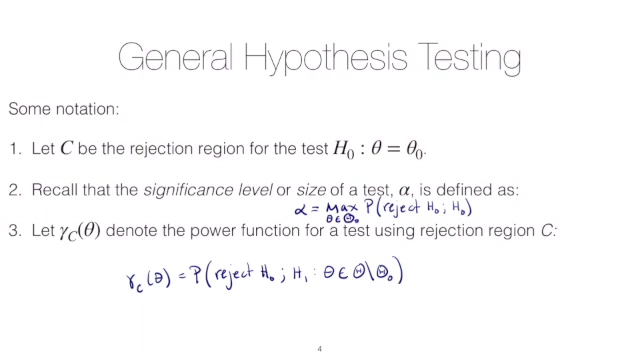 General Hypothesis Testing
Some notation:
1. Let C be the rejection region for the test H₀ : θ = θ₀.
2. Recall that the significance level or size of a test, α, is defined as:
α = max P(reject H₀ ; H₀)
θ ∈ Θ₀
3. Let γ_C(θ) denote the power function for a test using rejection region C:
γ_C(θ) = P(reject H₀ ; H₁ : θ ∈ Θ \ Θ₀)
4